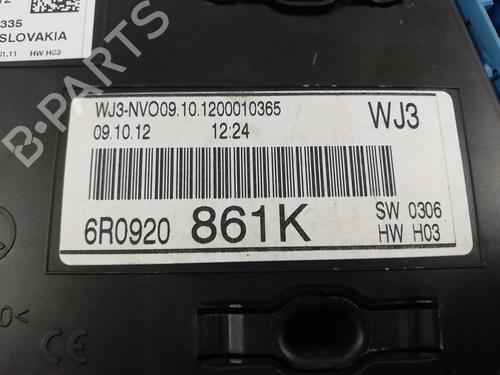 335
SLOVAKIA
01.11 HW H03
WJ3-NVO09.10.1200010365
09.10.12 12:24 WJ3
6R0920 861K SW 0306
HW H03
B-Parts
CE